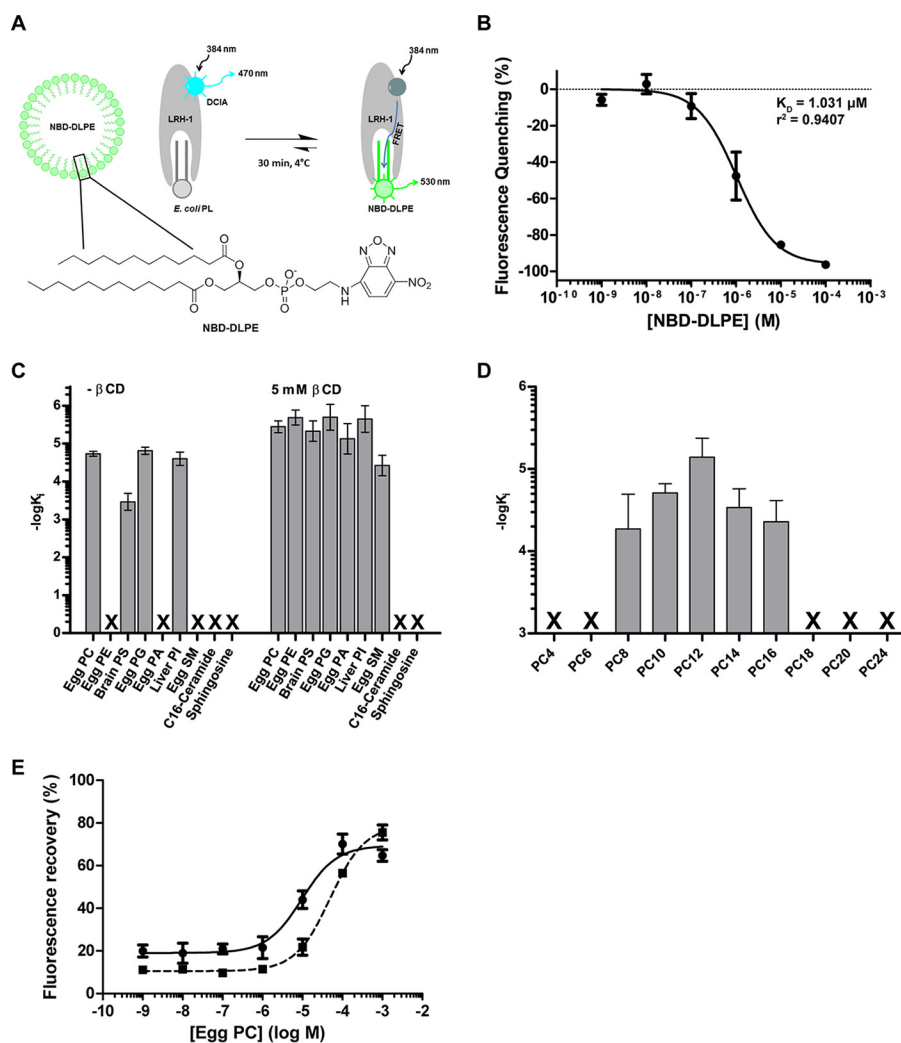 A
384 nm
470 nm
DCIA
NBD-DLPE
LRH-1
30 min, 4°C
E. coli PL
384 nm
LRH-1
FRET
530 nm
NBD-DLPE
O
O
O
O
O
P
O⁻
O
O
N
H
N
O
N
NO₂
NBD-DLPE
B
Fluorescence Quenching (%)
0
-20
-40
-60
-80
-100
K_D = 1.031 µM
r² = 0.9407
10⁻¹⁰ 10⁻⁹ 10⁻⁸ 10⁻⁷ 10⁻⁶ 10⁻⁵ 10⁻⁴ 10⁻³
[NBD-DLPE] (M)
C
- β CD
5 mM β CD
-logKᵢ
6
5
4
3
2
1
0
X X X X X X X
Egg PC
Egg PE
Brain PS
Egg PG
Egg PA
Liver PI
Egg SM
C16-Ceramide
Sphingosine
Egg PC
Egg PE
Brain PS
Egg PG
Egg PA
Liver PI
Egg SM
C16-Ceramide
Sphingosine
D
-logKᵢ
6
5
4
3
X X X X X
PC4
PC6
PC8
PC10
PC12
PC14
PC16
PC18
PC20
PC24
E
Fluorescence recovery (%)
100
80
60
40
20
0
-10 -9 -8 -7 -6 -5 -4 -3 -2
[Egg PC] (log M)